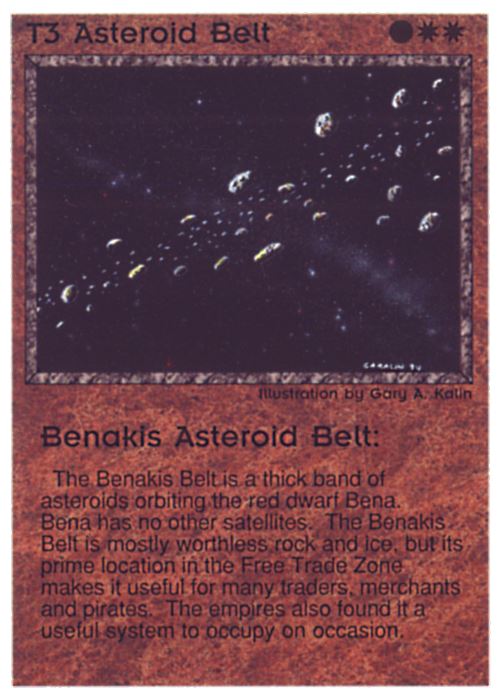 T3 Asteroid Belt
GARALIN 94
Illustration by Gary A. Kalin
Benakis Asteroid Belt:
The Benakis Belt is a thick band of
asteroids orbiting the red dwarf Bena.
Bena has no other satellites. The Benakis
Belt is mostly worthless rock and ice, but its
prime location in the Free Trade Zone
makes it useful for many traders, merchants
and pirates. The empires also found it a
useful system to occupy on occasion.